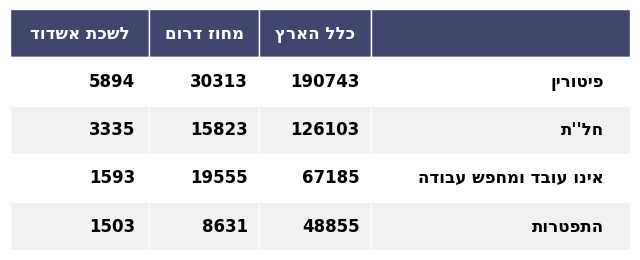 כלל הארץ מחוז דרום לשכת אשדוד
פיטורין 190743 30313 5894
חל''ת 126103 15823 3335
אינו עובד ומחפש עבודה 67185 19555 1593
התפטרות 48855 8631 1503